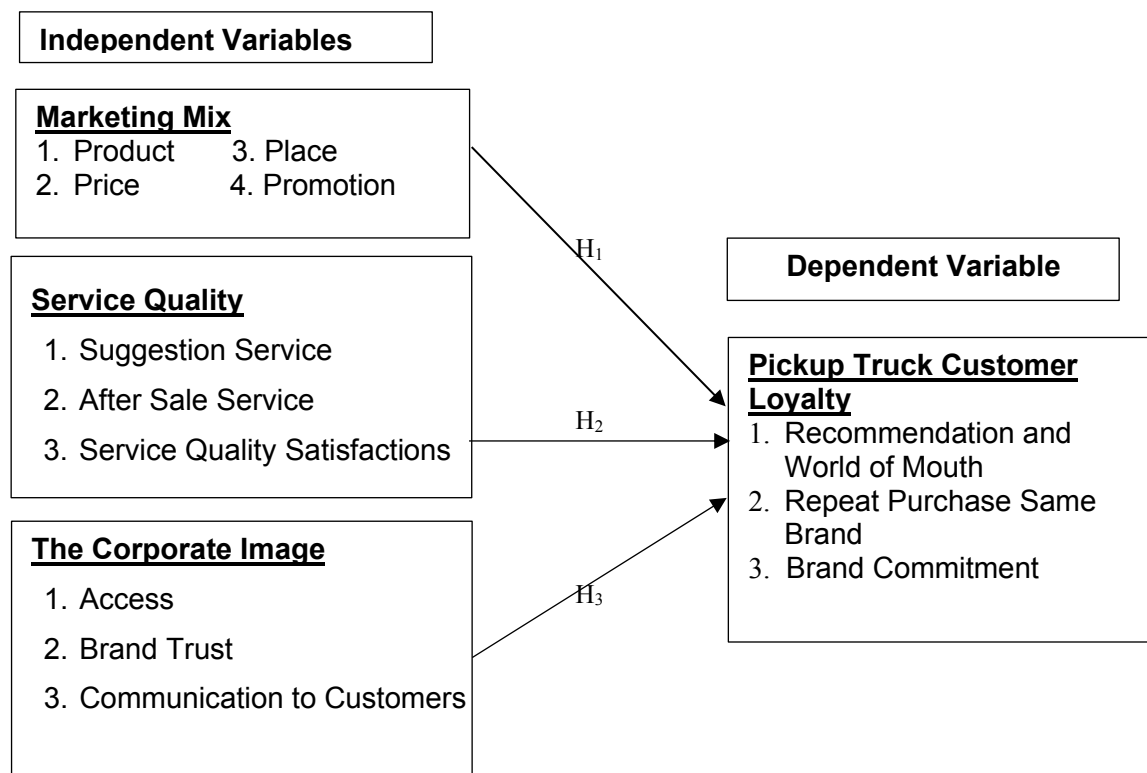 Independent Variables
Marketing Mix
1. Product 3. Place
2. Price 4. Promotion
H₁
Dependent Variable
Service Quality
1. Suggestion Service
2. After Sale Service
3. Service Quality Satisfactions
H₂
Pickup Truck Customer
Loyalty
1. Recommendation and
World of Mouth
2. Repeat Purchase Same
Brand
3. Brand Commitment
The Corporate Image
1. Access
2. Brand Trust
3. Communication to Customers
H₃